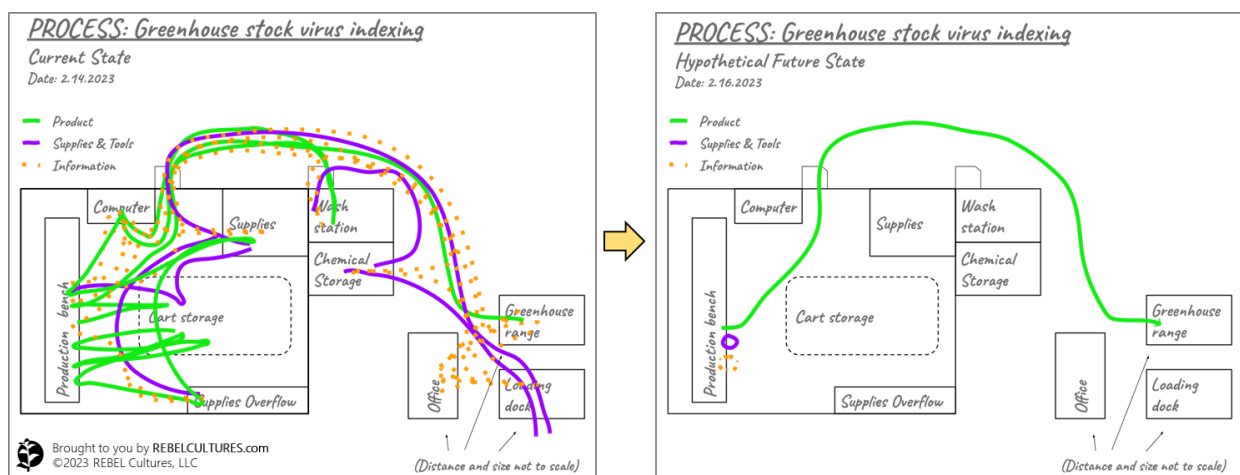 PROCESS: Greenhouse stock virus indexing
Current State
Date: 2.14.2023
Product
Supplies & Tools
Information
Computer
Supplies
Wash
station
Chemical
Storage
Production bench
Cart storage
Greenhouse
range
Office
Loading
dock
Supplies Overflow
Brought to you by REBELCULTURES.com
©2023 REBEL Cultures, LLC
(Distance and size not to scale)
PROCESS: Greenhouse stock virus indexing
Hypothetical Future State
Date: 2.16.2023
Product
Supplies & Tools
Information
Computer
Supplies
Wash
station
Chemical
Storage
Production bench
Cart storage
Greenhouse
range
Office
Loading
dock
Supplies Overflow
(Distance and size not to scale)